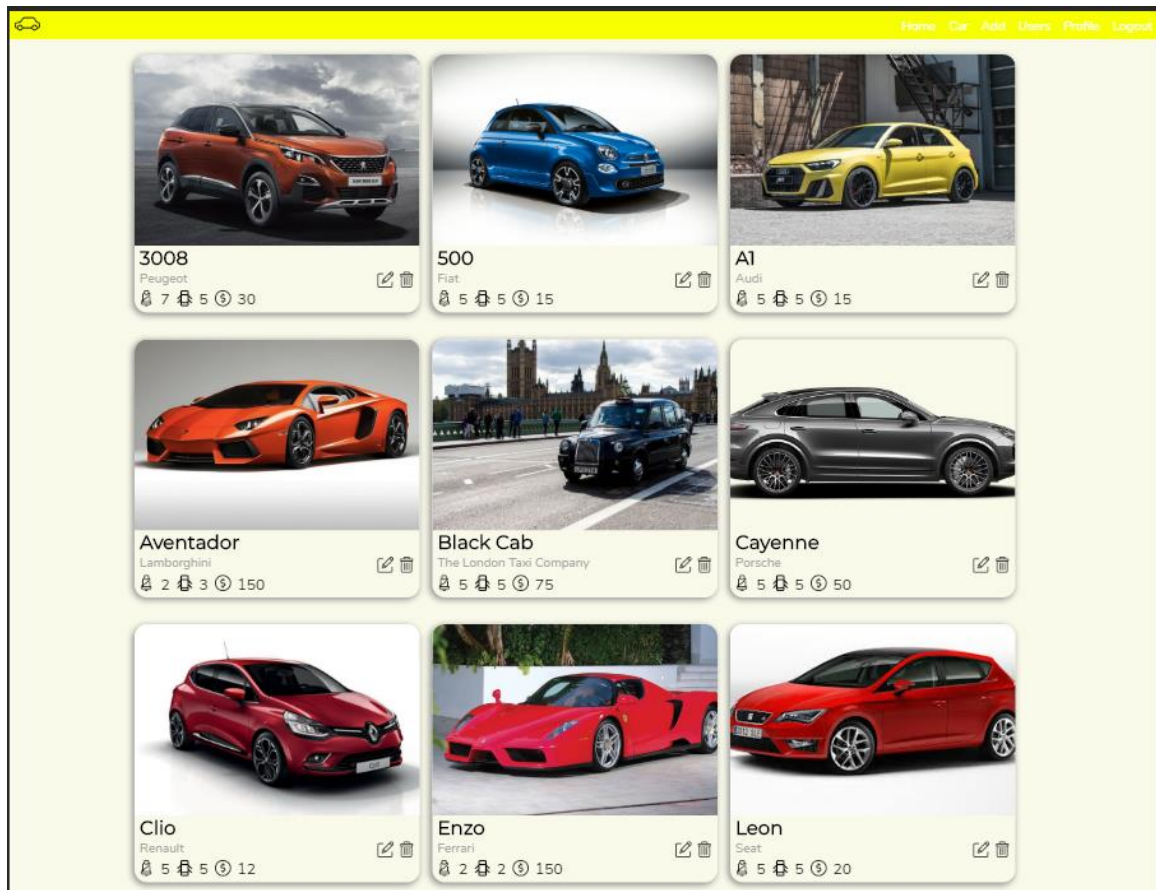 Home Car Add Users Profile Logout
3008
Peugeot
7 5 30
500
Fiat
5 5 15
A1
Audi
5 5 15
Aventador
Lamborghini
2 3 150
Black Cab
The London Taxi Company
5 5 75
Cayenne
Porsche
5 5 50
Clio
Renault
5 5 12
Enzo
Ferrari
2 2 150
Leon
Seat
5 5 20